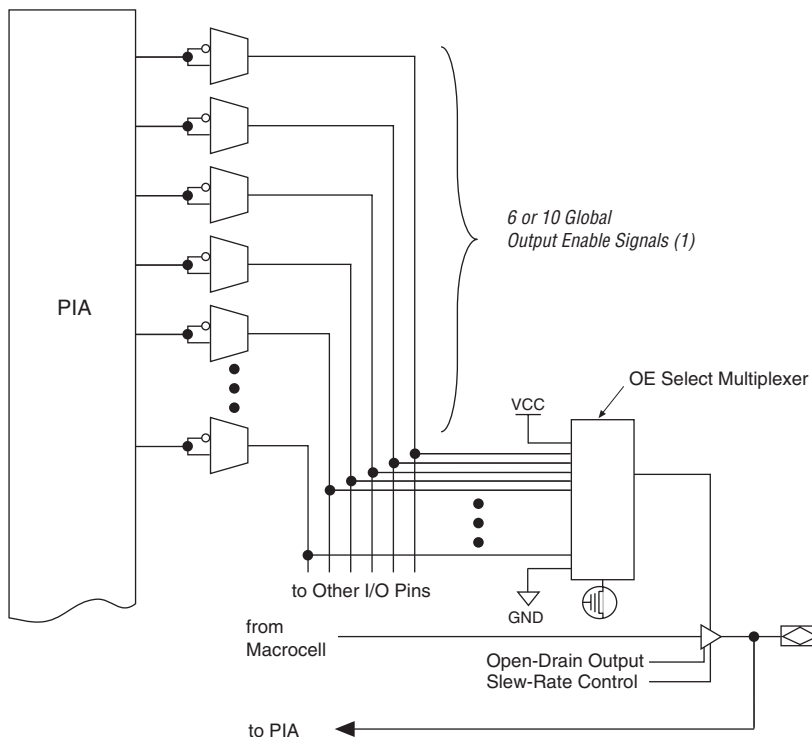 PIA
6 or 10 Global
Output Enable Signals (1)
OE Select Multiplexer
VCC
to Other I/O Pins
GND
from
Macrocell
Open-Drain Output
Slew-Rate Control
to PIA